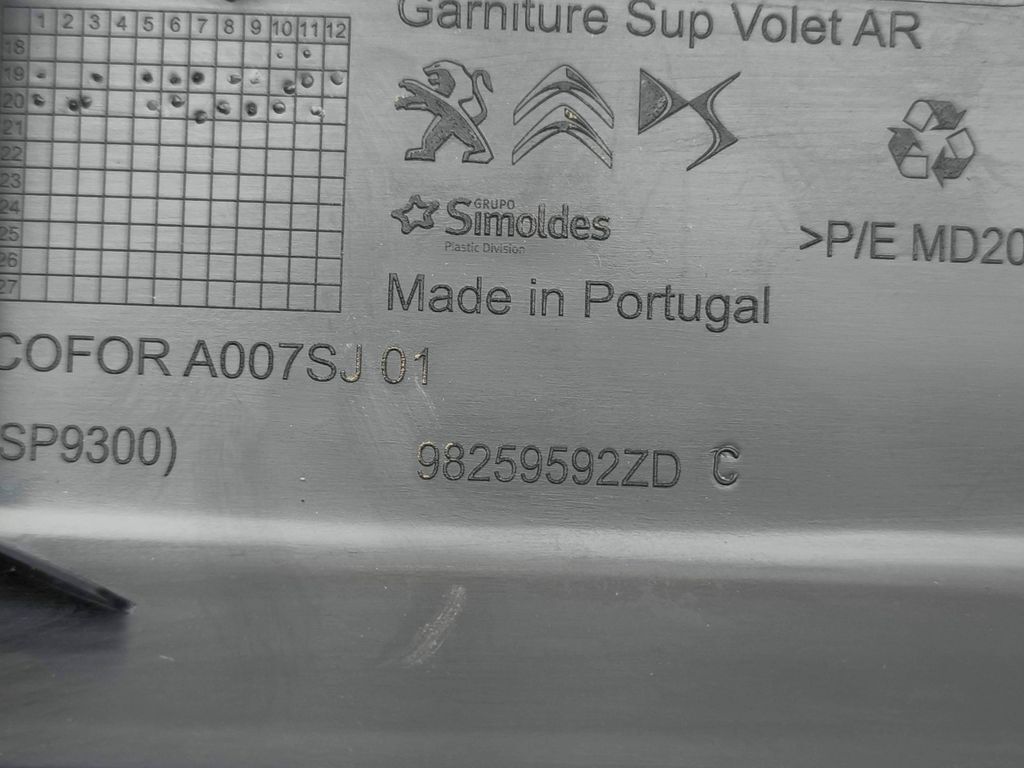 Garniture Sup Volet AR
1 2 3 4 5 6 7 8 9 10 11 12
18
19
20
21
22
23
24
25
26
27
GRUPO
Simoldes
Plastic Division
>P/E MD20
Made in Portugal
COFOR A007SJ 01
SP9300)
98259592ZD C